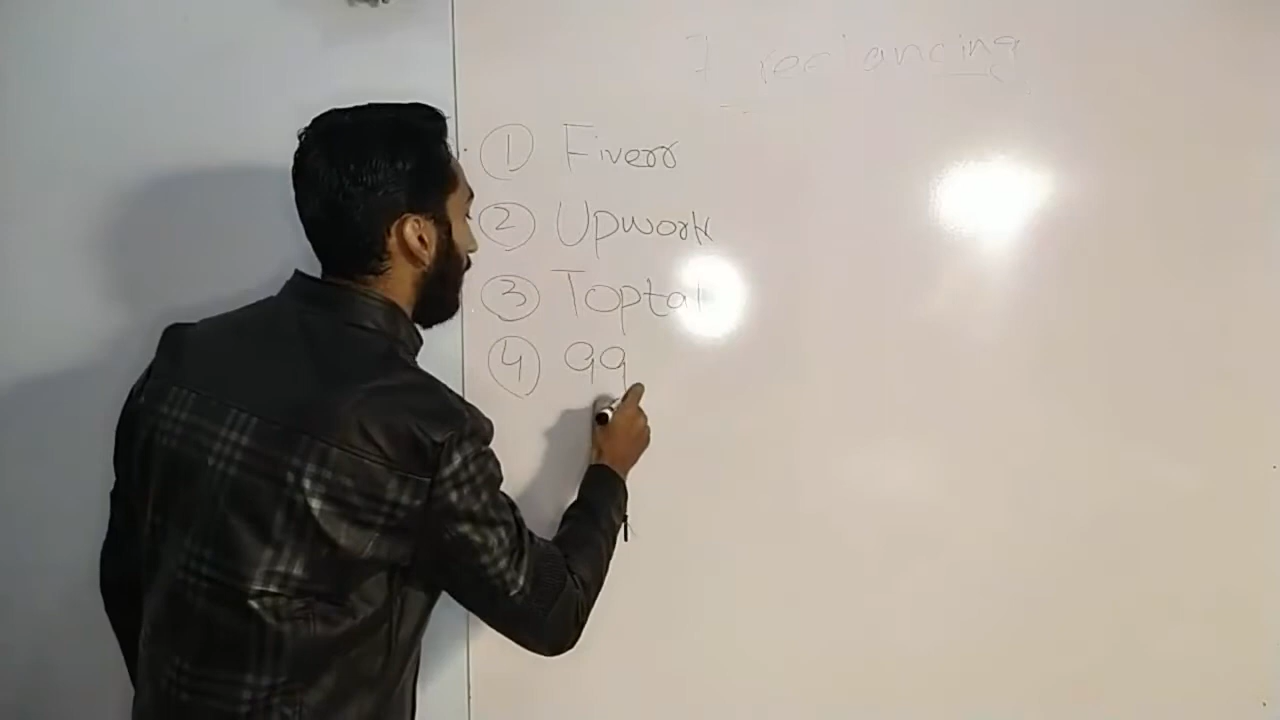 Freelancing
① Fiverr
② Upwork
③ Toptal
④ 99